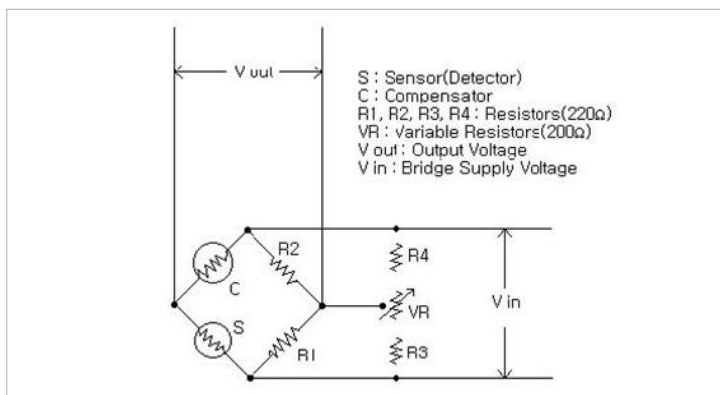 V out
S : Sensor(Detector)
C : Compensator
R1, R2, R3, R4 : Resistors(220Ω)
VR : Variable Resistors(200Ω)
V out : Output Voltage
V in : Bridge Supply Voltage
R2
R4
C
V in
VR
S
R1
R3